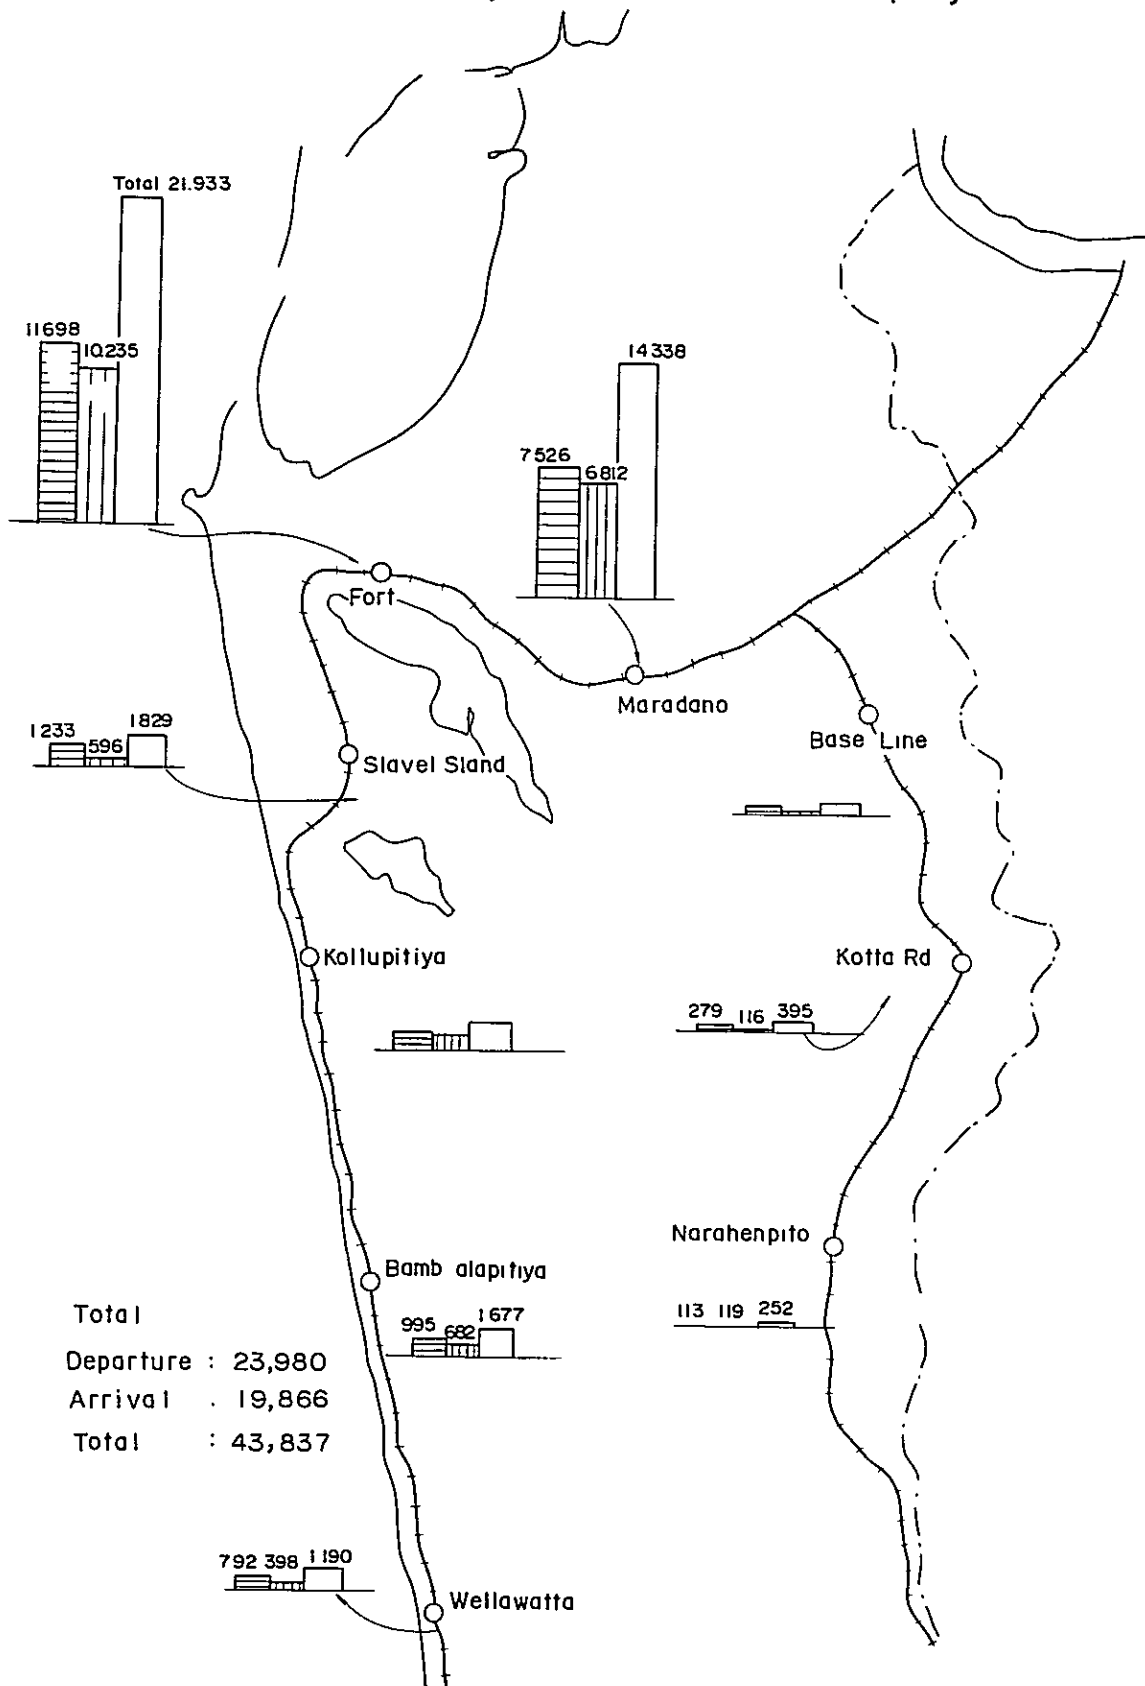 Total 21.933
11698
10.235
14338
7526
6812
Fort
Maradano
Base Line
1233
596
1829
Slavel Sland
Kollupitiya
Kotta Rd
279
116
395
Narahenpito
Bamb alapitiya
113 119 252
995
682
1677
Total
Departure : 23,980
Arrival . 19,866
Total : 43,837
792 398 1190
Wellawatta